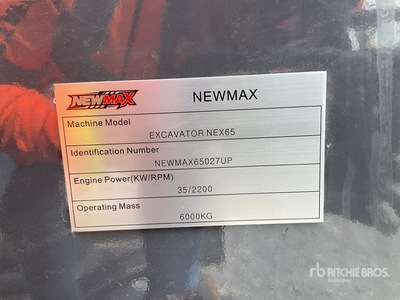 NEWMAX NEWMAX
Machine Model
EXCAVATOR NEX65
Identification Number
NEWMAX65027UP
Engine Power(KW/RPM)
35/2200
Operating Mass
6000KG
rb RITCHIE BROS.